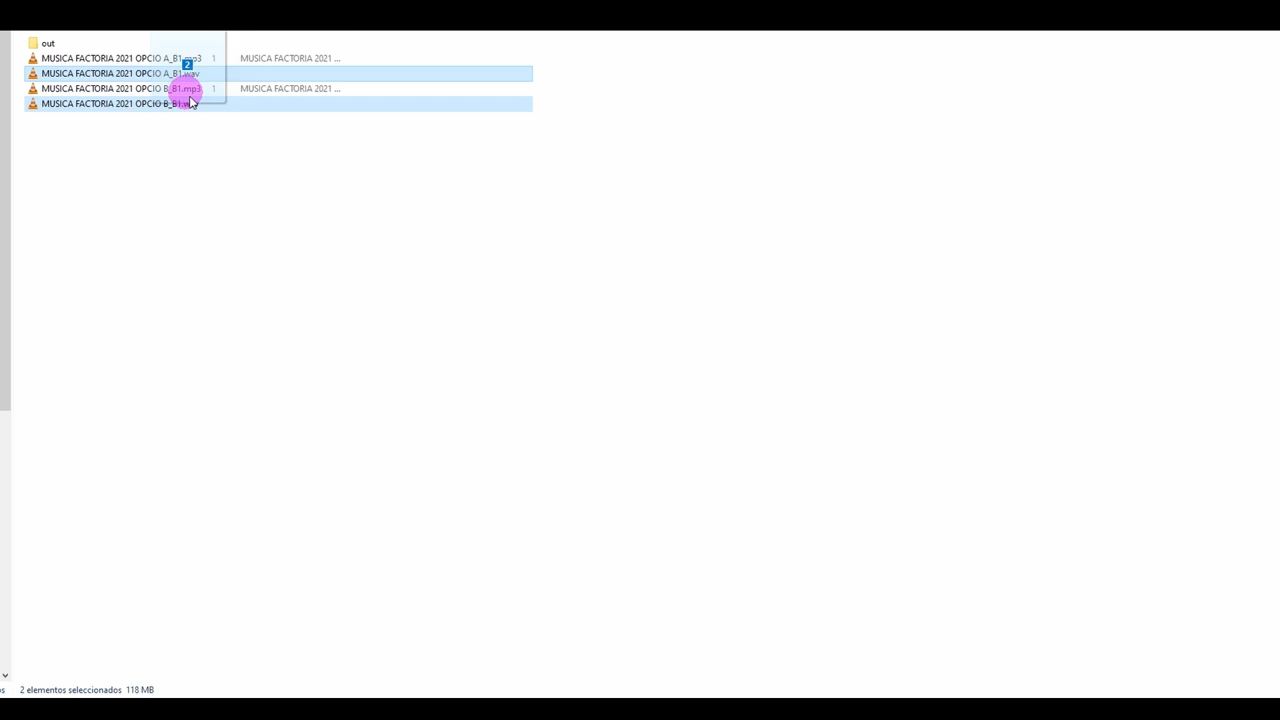 out
MUSICA FACTORIA 2021 OPCIO A_B1.mp3 1 MUSICA FACTORIA 2021 ...
MUSICA FACTORIA 2021 OPCIO A_B1.wav
MUSICA FACTORIA 2021 OPCIO B_B1.mp3 1 MUSICA FACTORIA 2021 ...
MUSICA FACTORIA 2021 OPCIO B_B1.wav
2
2 elementos seleccionados 118 MB